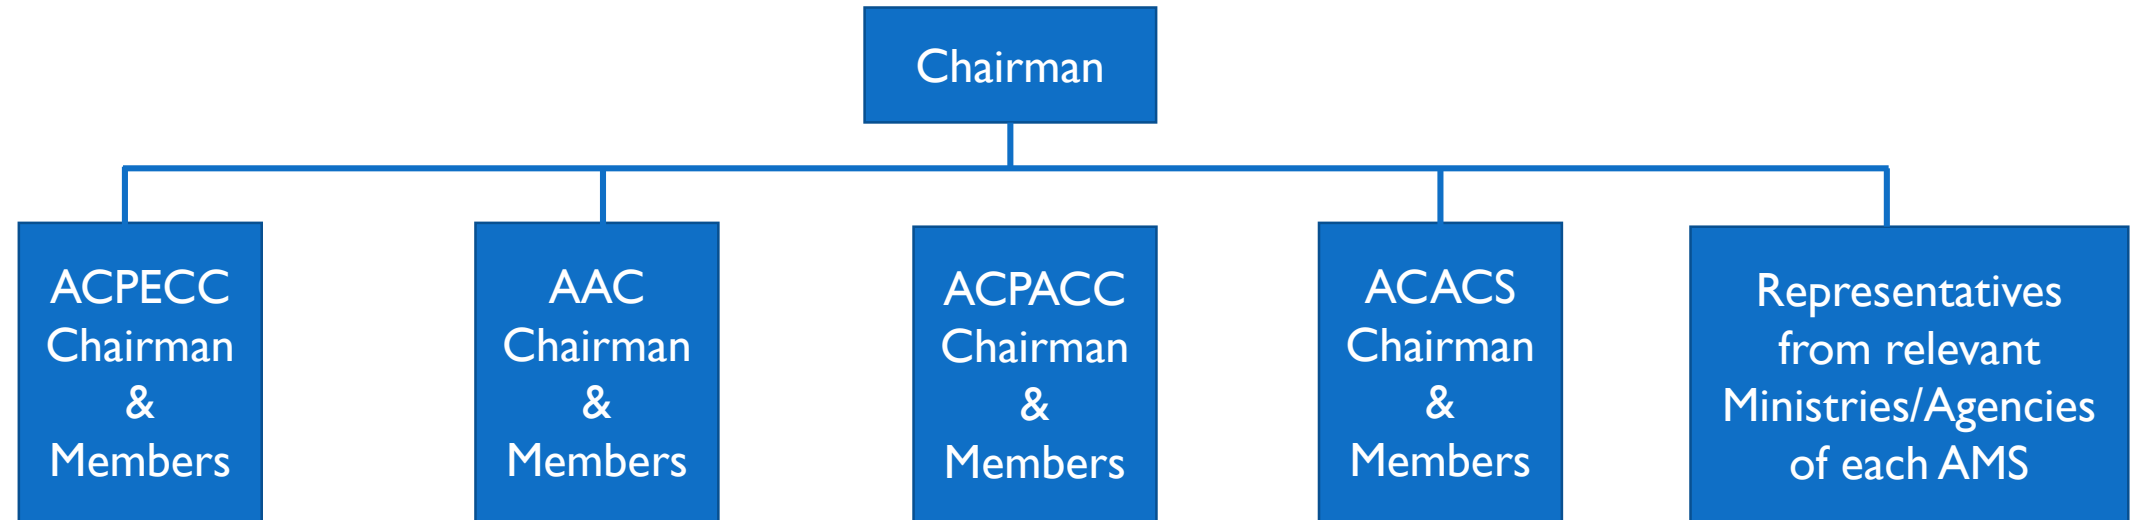 Chairman
ACPECC
Chairman
&
Members
AAC
Chairman
&
Members
ACPACC
Chairman
&
Members
ACACS
Chairman
&
Members
Representatives
from relevant
Ministries/Agencies
of each AMS